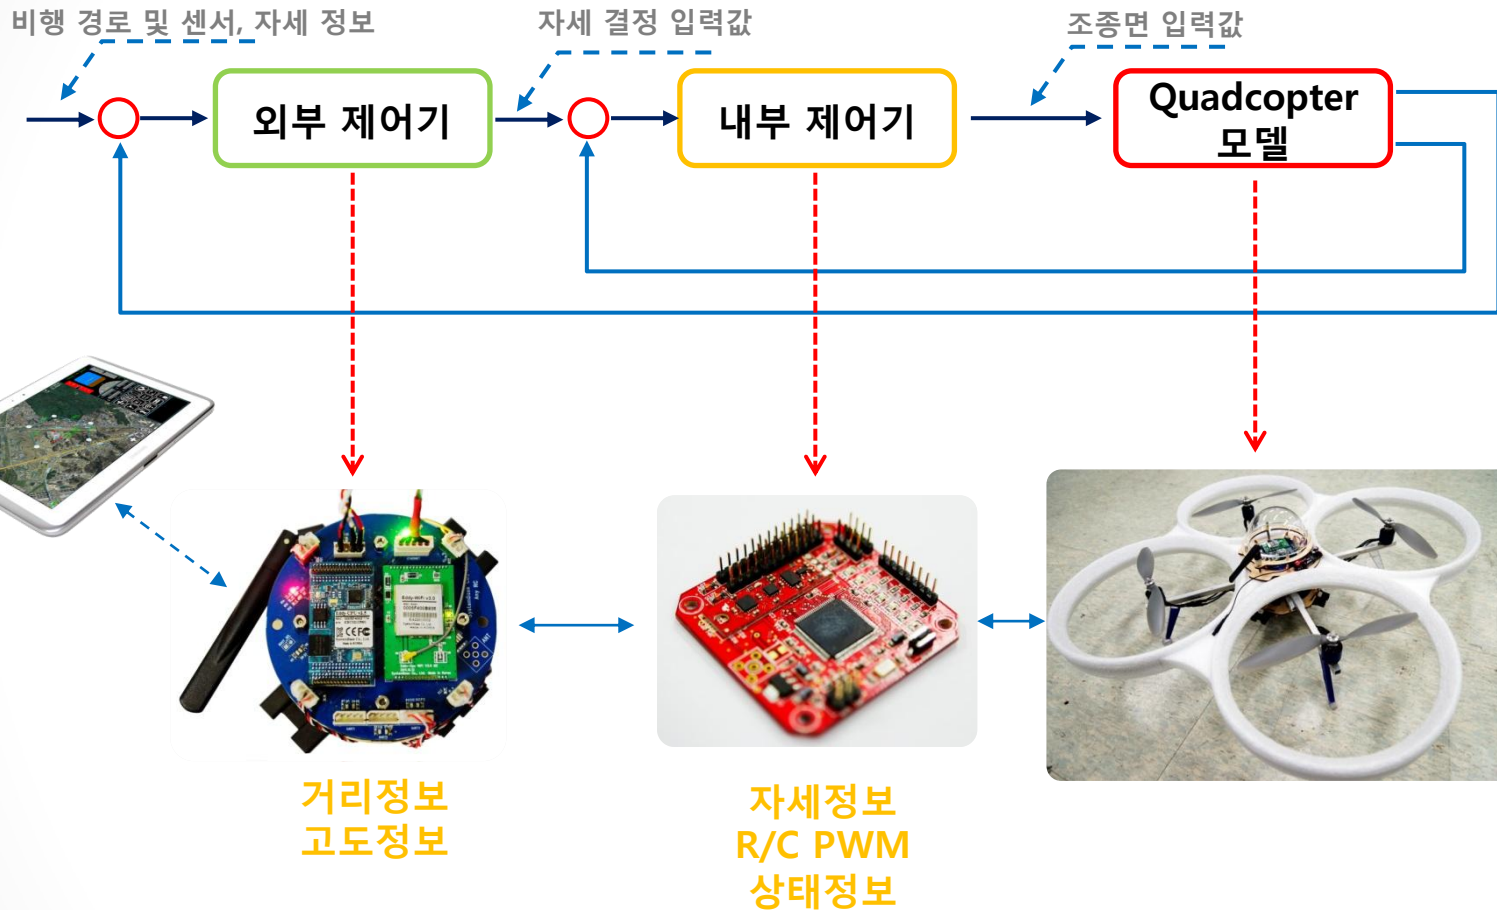 비행 경로 및 센서, 자세 정보
자세 결정 입력값
조종면 입력값
외부 제어기
내부 제어기
Quadcopter
모델
거리정보
고도정보
자세정보
R/C PWM
상태정보